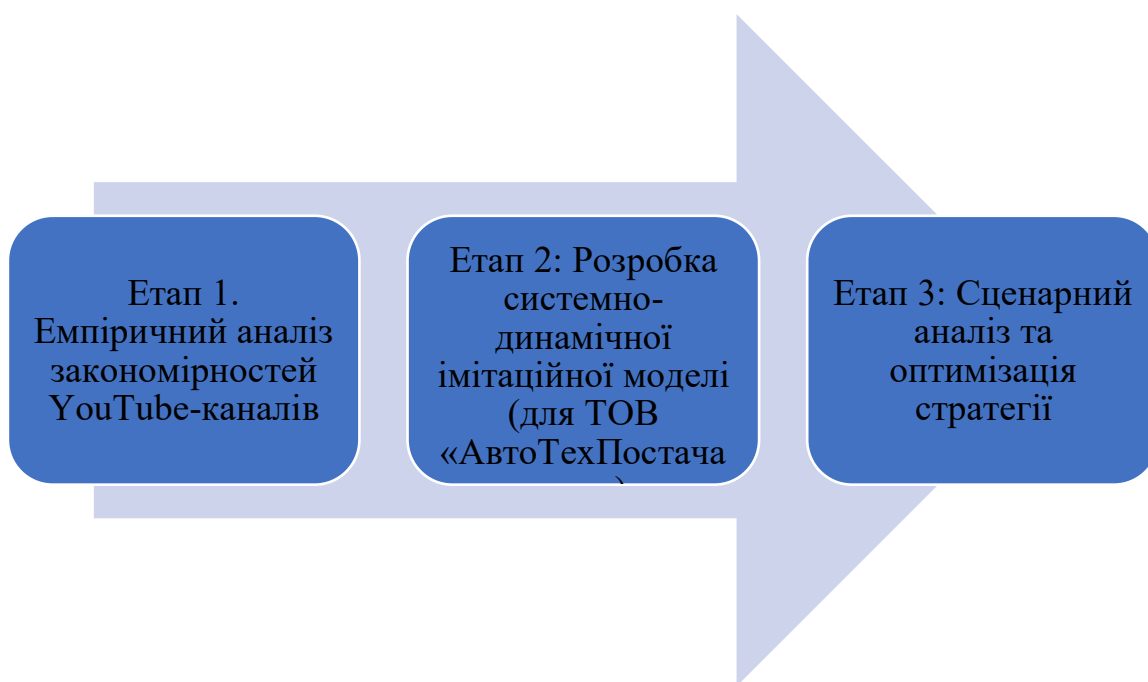 Етап 1.
Емпіричний аналіз
закономірностей
YouTube-каналів
Етап 2: Розробка
системно-
динамічної
імітаційної моделі
(для ТОВ
«АвтоТехПостача
Етап 3: Сценарний
аналіз та
оптимізація
стратегії